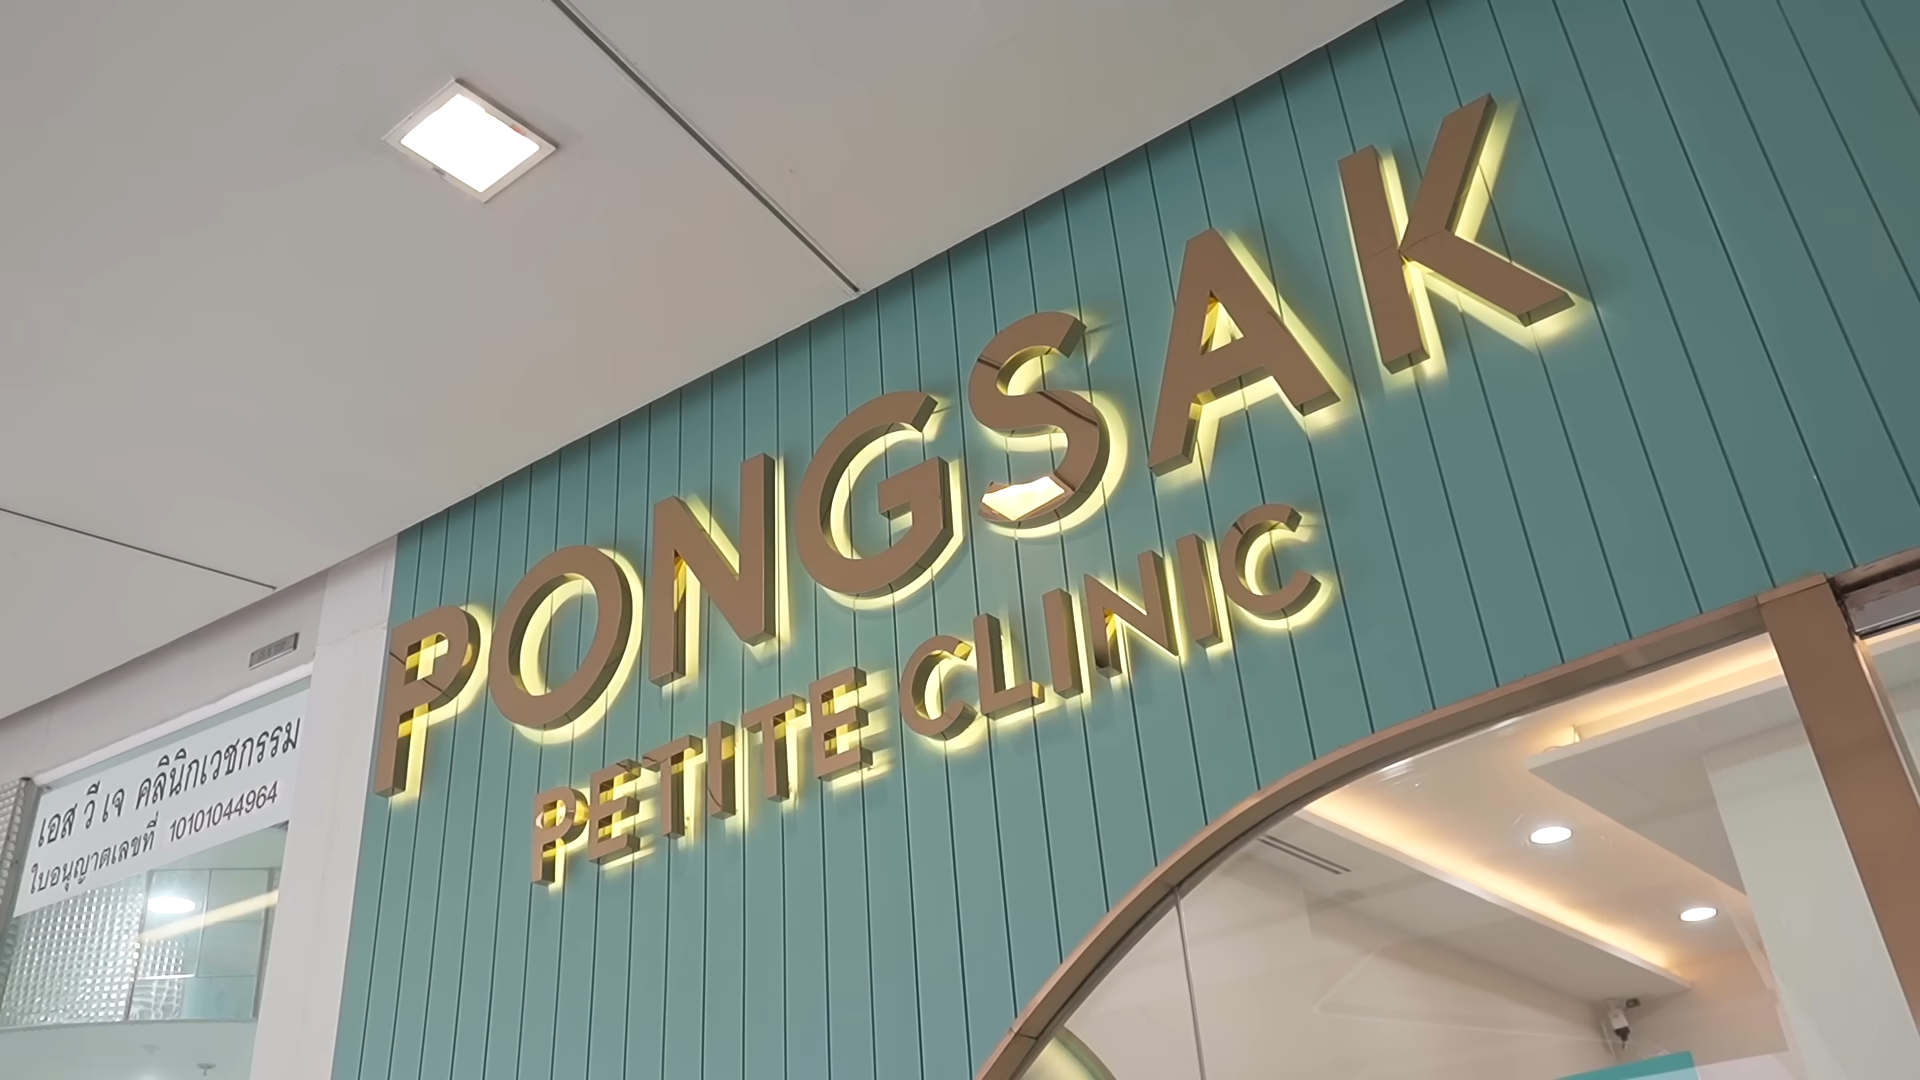 PONGSAK
PETITE CLINIC
เอส วี เจ คลินิกเวชกรรม
ใบอนุญาตเลขที่ 10101044964